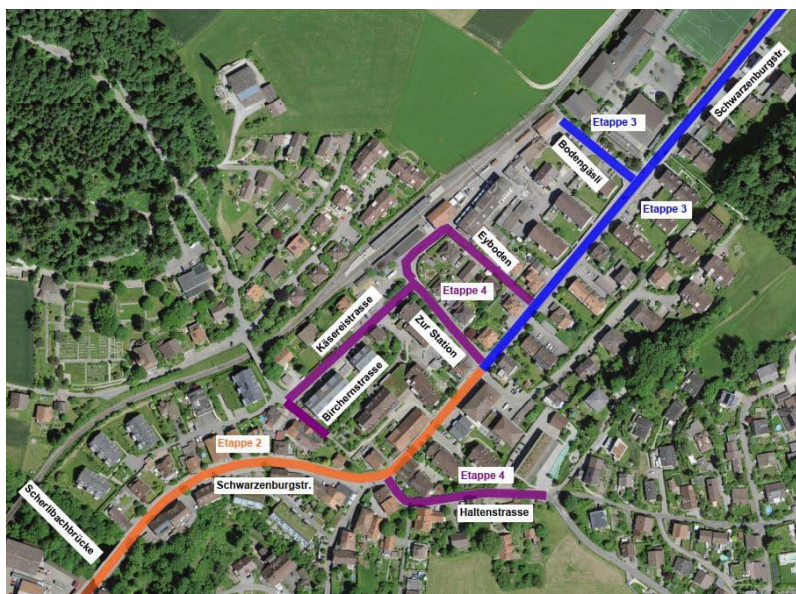 Schwarzenburgstr.
Etappe 3
Bodengässli
Etappe 3
Eyboden
Etappe 4
Käsereistrasse
Zur Station
Birchernstrasse
Etappe 2
Schwarzenburgstr.
Etappe 4
Haltenstrasse
Scherlibachbrücke